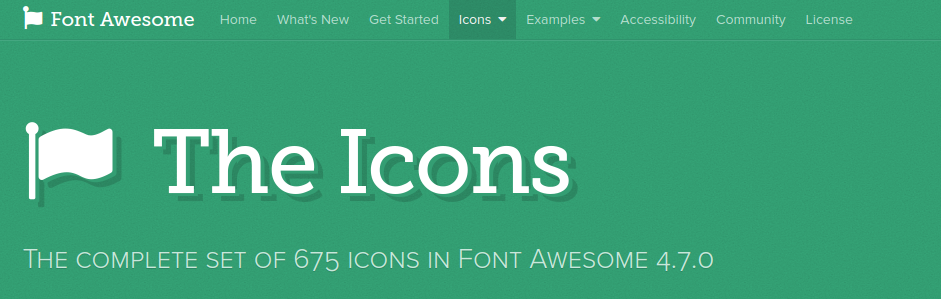 Font Awesome Home What's New Get Started Icons Examples Accessibility Community License
The Icons
The complete set of 675 icons in Font Awesome 4.7.0